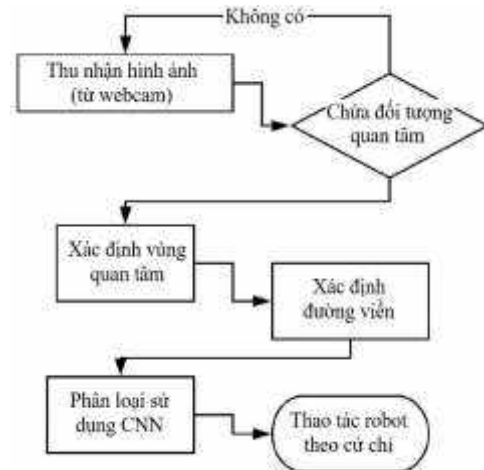 Không có
Thu nhận hình ảnh
(từ webcam)
Chứa đối tượng
quan tâm
Xác định vùng
quan tâm
Xác định
đường viền
Phân loại sử
dụng CNN
Thao tác robot
theo cử chỉ